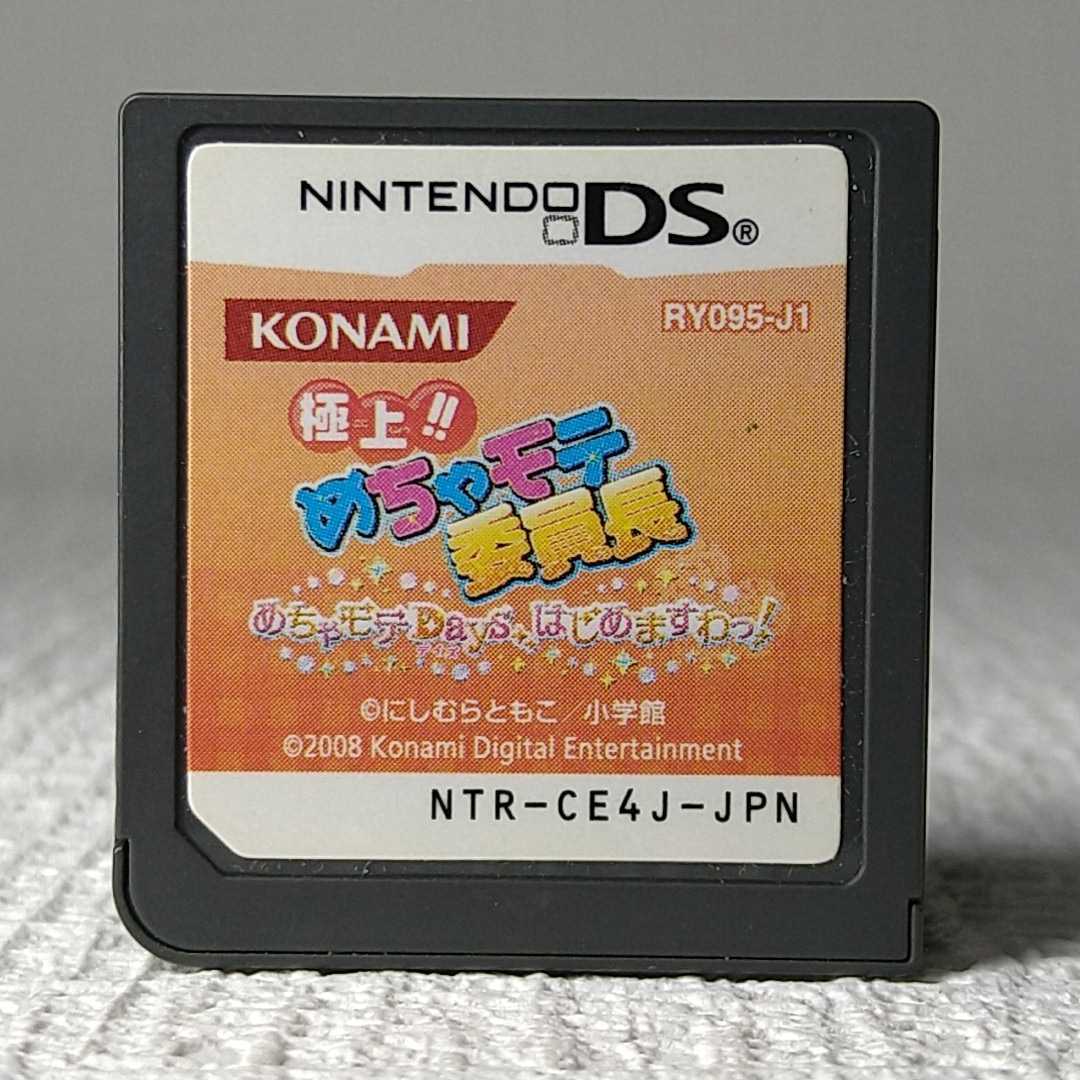 NINTENDO DS®
KONAMI
RY095-J1
極上!!
めちゃモテ
委員長
めちゃモテDaysはじめますわっ!
デイズ
©にしむらともこ／小学館
©2008 Konami Digital Entertainment
NTR-CE4J-JPN